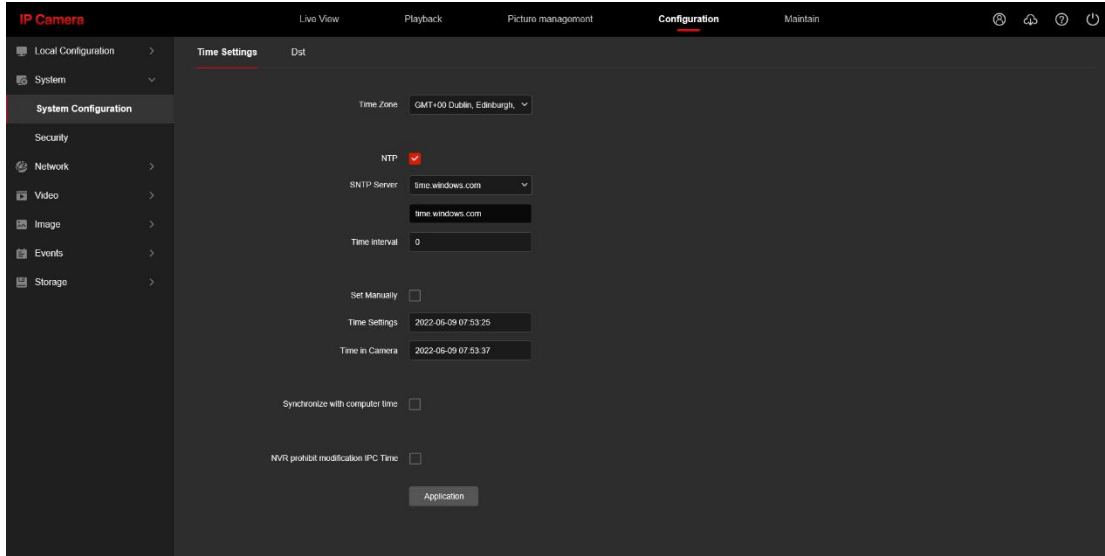 IP Camera
Live View
Playback
Picture management
Configuration
Maintain
Local Configuration
System
System Configuration
Security
Network
Video
Image
Events
Storage
Time Settings
Dst
Time Zone GMT+00 Dublin, Edinburgh,
NTP
SNTP Server time.windows.com
time.windows.com
Time interval 0
Set Manually
Time Settings 2022-06-09 07:53:25
Time in Camera 2022-06-09 07:53:37
Synchronize with computer time
NVR prohibit modification IPC Time
Application